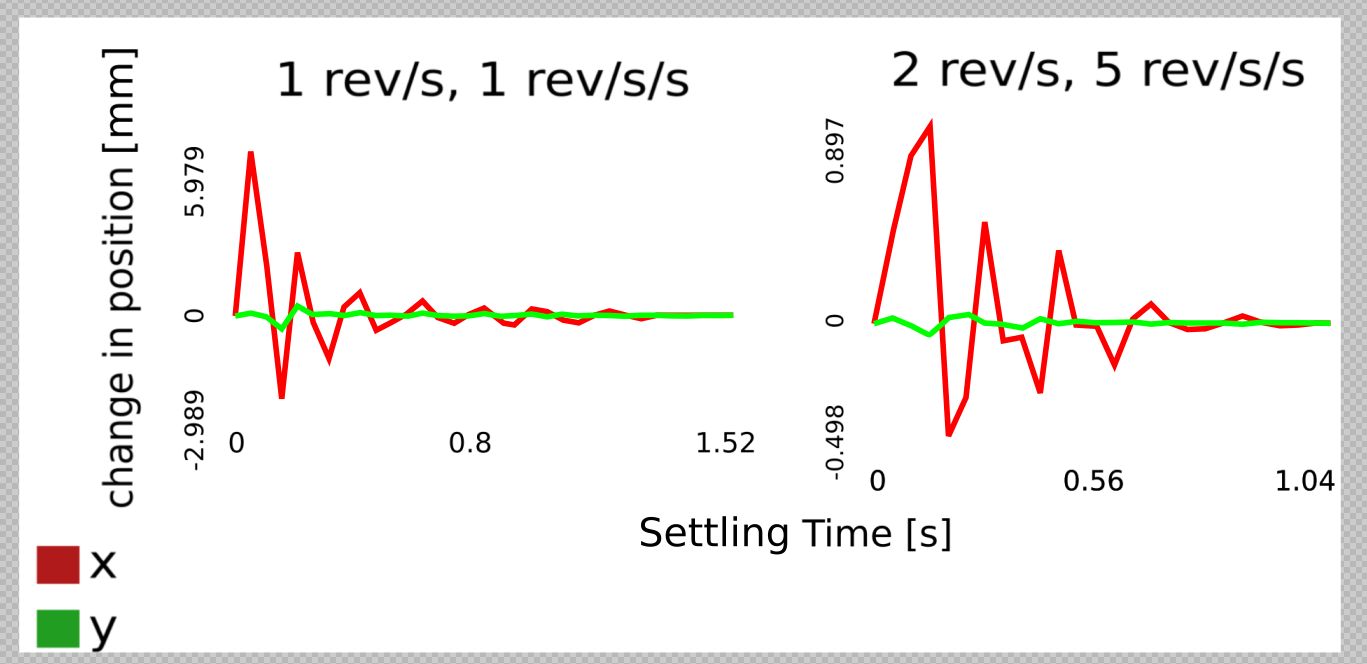 1 rev/s, 1 rev/s/s
2 rev/s, 5 rev/s/s
change in position [mm]
5.979
0
-2.989
0 0.8 1.52
0.897
0
-0.498
0 0.56 1.04
Settling Time [s]
x
y